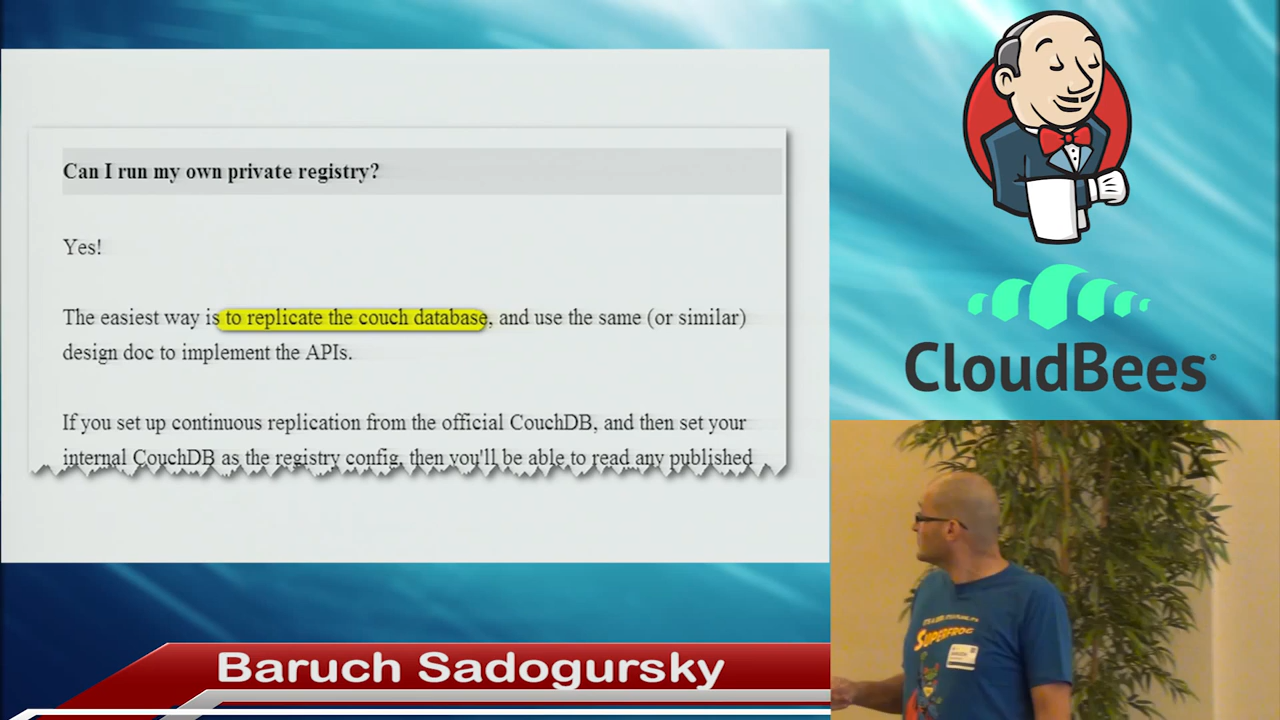 Can I run my own private registry?
Yes!
The easiest way is to replicate the couch database, and use the same (or similar)
design doc to implement the APIs.
If you set up continuous replication from the official CouchDB, and then set your
internal CouchDB as the registry config, then you'll be able to read any published
CloudBees
SUPERFROG
Baruch Sadogursky